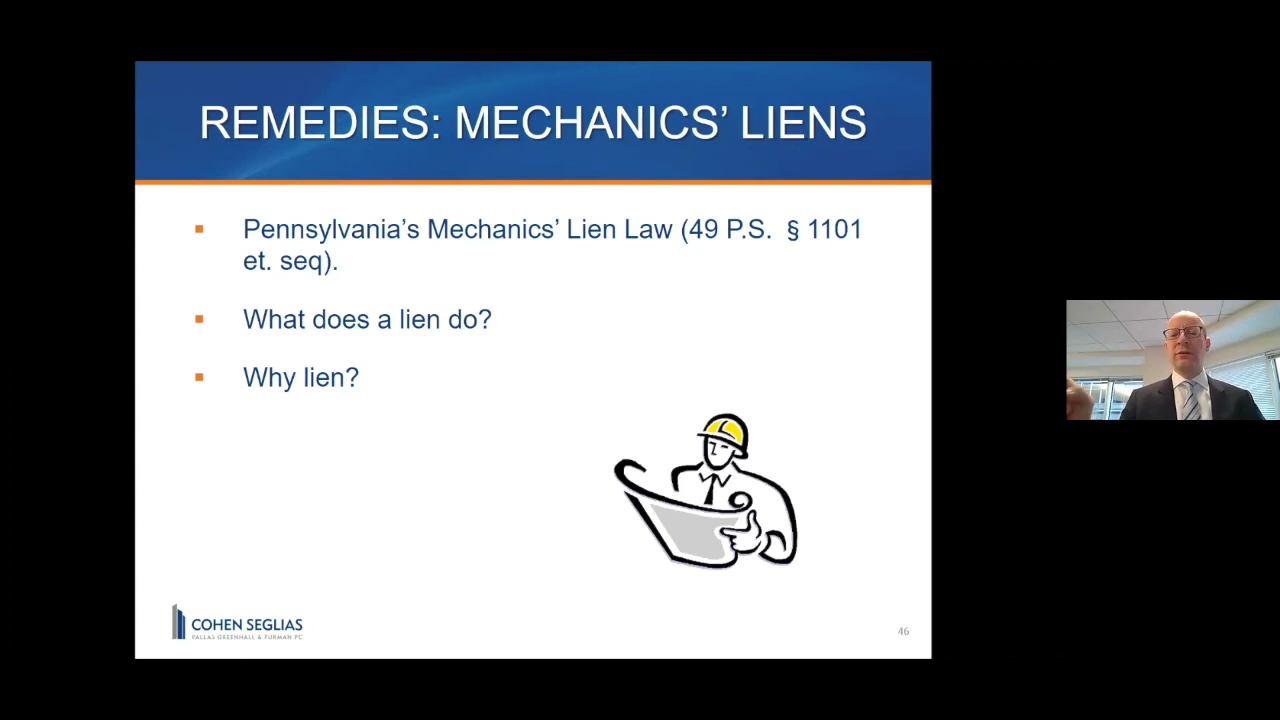 REMEDIES: MECHANICS’ LIENS
Pennsylvania’s Mechanics’ Lien Law (49 P.S. § 1101
et. seq).
What does a lien do?
Why lien?
COHEN SEGLIAS
PALLAS GREENHALL & FURMAN PC
46